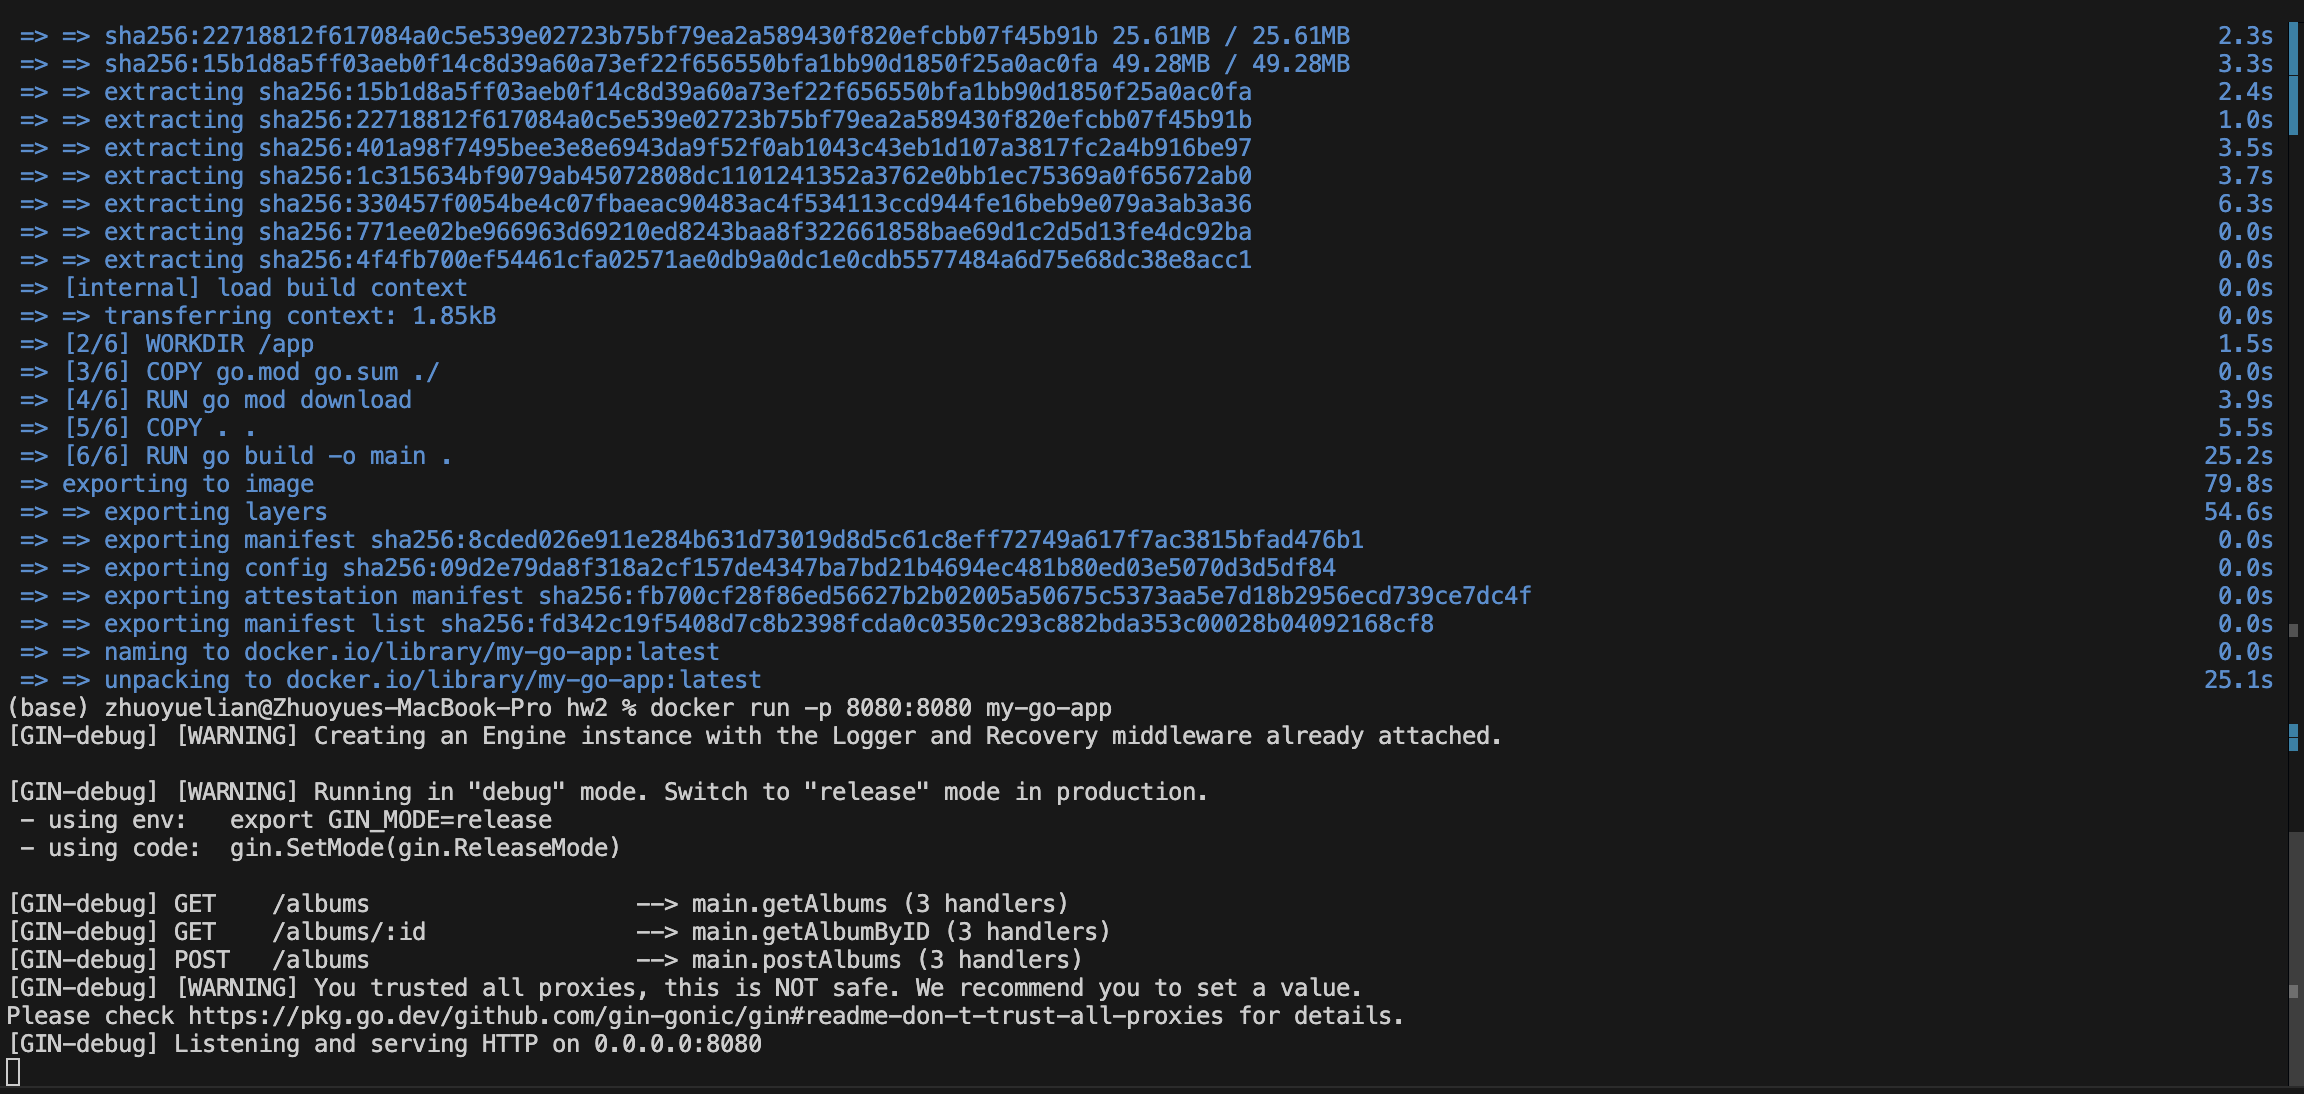 => => sha256:22718812f617084a0c5e539e02723b75bf79ea2a589430f820efcbb07f45b91b 25.61MB / 25.61MB 2.3s
=> => sha256:15b1d8a5ff03aeb0f14c8d39a60a73ef22f656550bfa1bb90d1850f25a0ac0fa 49.28MB / 49.28MB 3.3s
=> => extracting sha256:15b1d8a5ff03aeb0f14c8d39a60a73ef22f656550bfa1bb90d1850f25a0ac0fa 2.4s
=> => extracting sha256:22718812f617084a0c5e539e02723b75bf79ea2a589430f820efcbb07f45b91b 1.0s
=> => extracting sha256:401a98f7495bee3e8e6943da9f52f0ab1043c43eb1d107a3817fc2a4b916be97 3.5s
=> => extracting sha256:1c315634bf9079ab45072808dc1101241352a3762e0bb1ec75369a0f65672ab0 3.7s
=> => extracting sha256:330457f0054be4c07fbaeac90483ac4f534113ccd944fe16beb9e079a3ab3a36 6.3s
=> => extracting sha256:771ee02be966963d69210ed8243baa8f322661858bae69d1c2d5d13fe4dc92ba 0.0s
=> => extracting sha256:4f4fb700ef54461cfa02571ae0db9a0dc1e0cdb5577484a6d75e68dc38e8acc1 0.0s
=> [internal] load build context 0.0s
=> => transferring context: 1.85kB 0.0s
=> [2/6] WORKDIR /app 1.5s
=> [3/6] COPY go.mod go.sum ./ 0.0s
=> [4/6] RUN go mod download 3.9s
=> [5/6] COPY . . 5.5s
=> [6/6] RUN go build -o main . 25.2s
=> exporting to image 79.8s
=> => exporting layers 54.6s
=> => exporting manifest sha256:8cded026e911e284b631d73019d8d5c61c8eff72749a617f7ac3815bfad476b1 0.0s
=> => exporting config sha256:09d2e79da8f318a2cf157de4347ba7bd21b4694ec481b80ed03e5070d3d5df84 0.0s
=> => exporting attestation manifest sha256:fb700cf28f86ed56627b2b02005a50675c5373aa5e7d18b2956ecd739ce7dc4f 0.0s
=> => exporting manifest list sha256:fd342c19f5408d7c8b2398fcda0c0350c293c882bda353c00028b04092168cf8 0.0s
=> => naming to docker.io/library/my-go-app:latest 0.0s
=> => unpacking to docker.io/library/my-go-app:latest 25.1s
(base) zhuoyuelian@Zhuoyues-MacBook-Pro hw2 % docker run -p 8080:8080 my-go-app
[GIN-debug] [WARNING] Creating an Engine instance with the Logger and Recovery middleware already attached.
[GIN-debug] [WARNING] Running in "debug" mode. Switch to "release" mode in production.
- using env:   export GIN_MODE=release
- using code:  gin.SetMode(gin.ReleaseMode)
[GIN-debug] GET    /albums                   --> main.getAlbums (3 handlers)
[GIN-debug] GET    /albums/:id               --> main.getAlbumByID (3 handlers)
[GIN-debug] POST   /albums                   --> main.postAlbums (3 handlers)
[GIN-debug] [WARNING] You trusted all proxies, this is NOT safe. We recommend you to set a value.
Please check https://pkg.go.dev/github.com/gin-gonic/gin#readme-don-t-trust-all-proxies for details.
[GIN-debug] Listening and serving HTTP on 0.0.0.0:8080